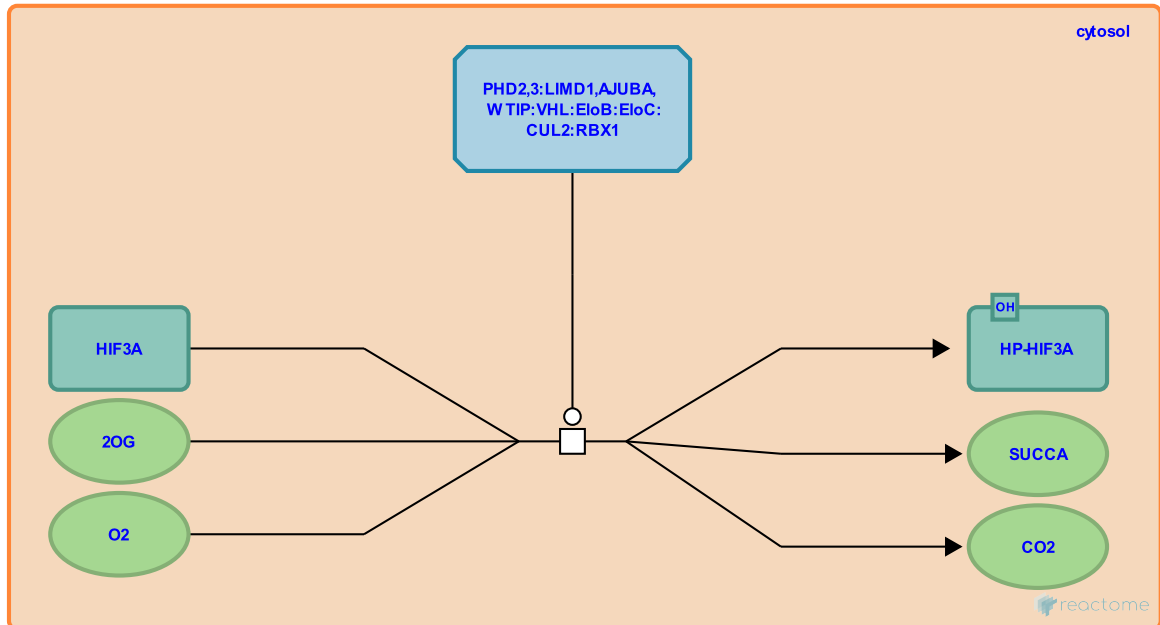 cytosol
PHD2,3:LIMD1,AJUBA,
WTIP:VHL:EloB:EloC:
CUL2:RBX1
OH
HIF3A
HP-HIF3A
2OG
SUCCA
O2
CO2
reactome